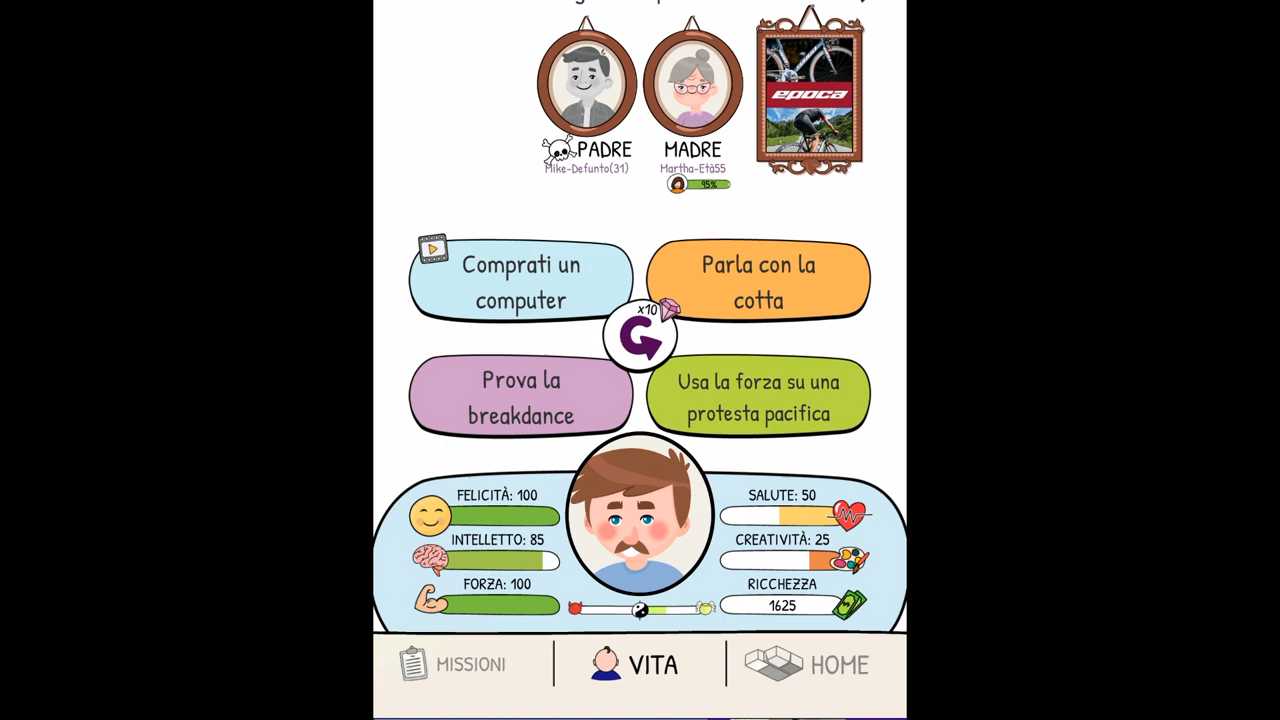 epoca
PADRE
Mike-Defunto(31)
MADRE
Martha-Età55
95%
Comprati un
computer
Parla con la
cotta
x10
Prova la
breakdance
Usa la forza su una
protesta pacifica
FELICITÀ: 100
INTELLETTO: 85
FORZA: 100
SALUTE: 50
CREATIVITÀ: 25
RICCHEZZA
1625
MISSIONI
VITA
HOME